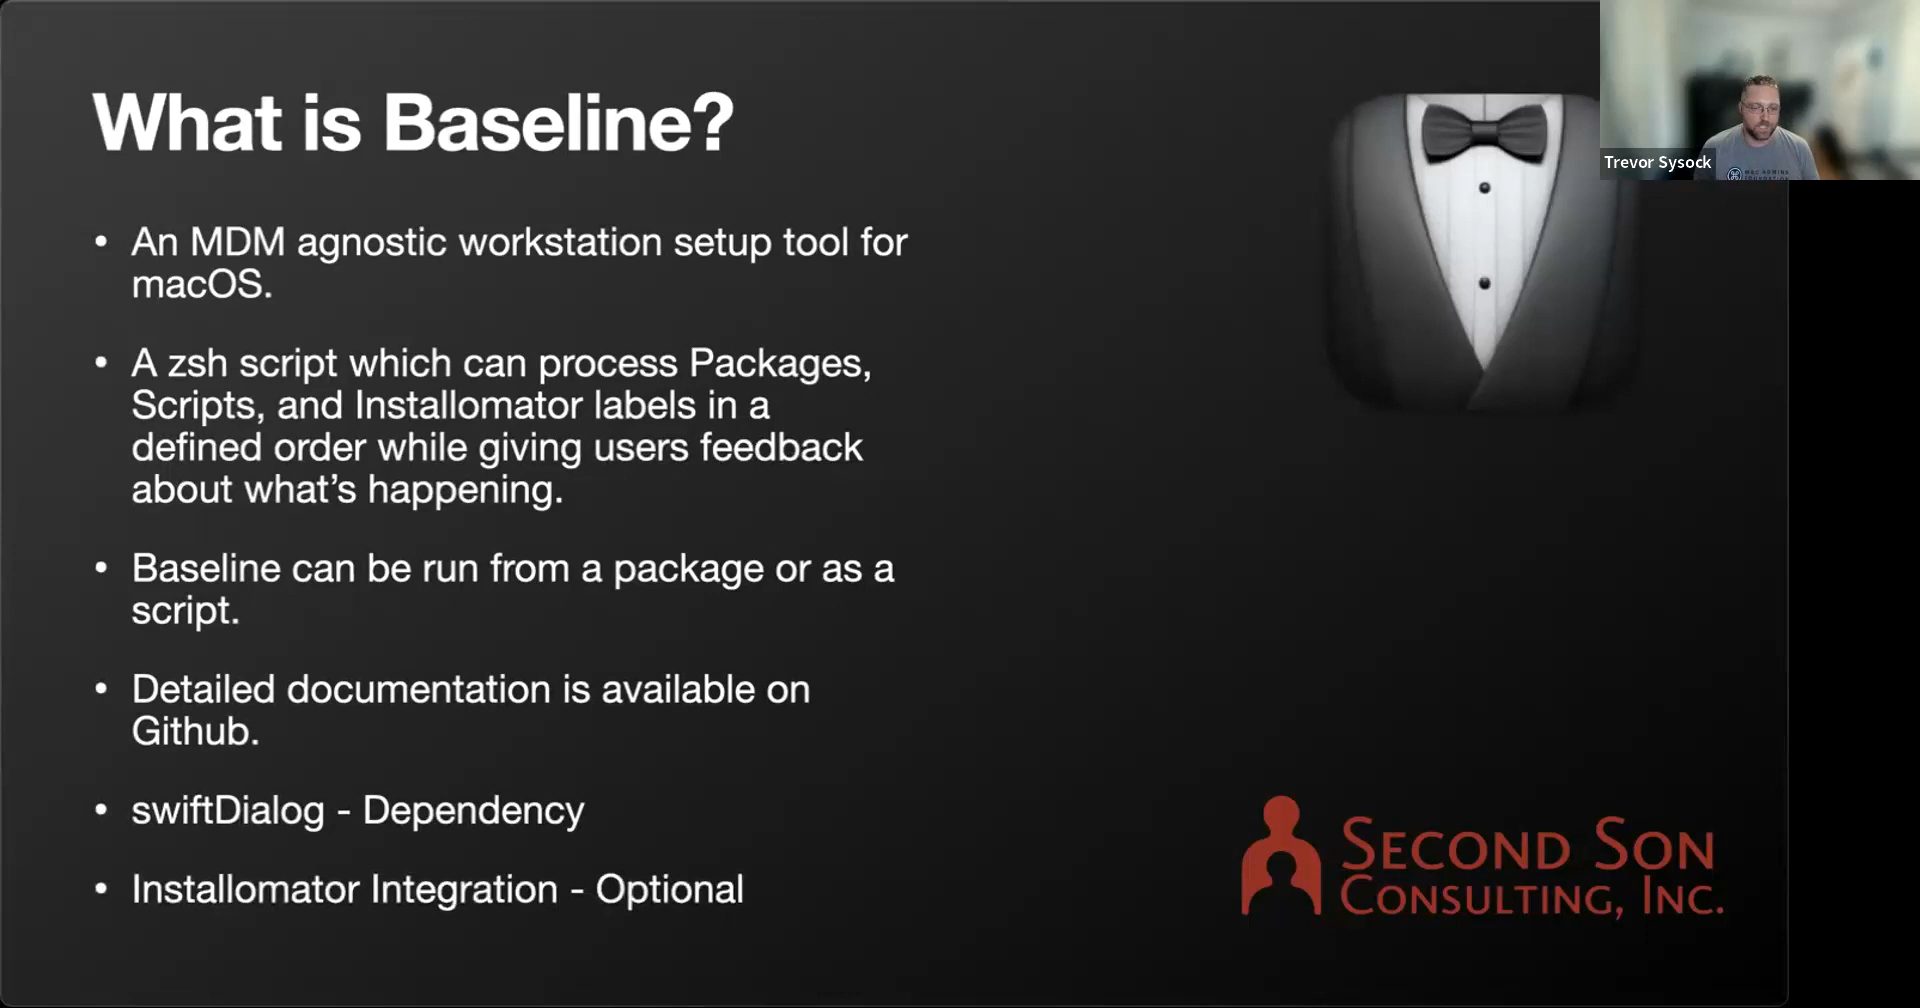 What is Baseline?
• An MDM agnostic workstation setup tool for
macOS.
• A zsh script which can process Packages,
Scripts, and Installomator labels in a
defined order while giving users feedback
about what’s happening.
• Baseline can be run from a package or as a
script.
• Detailed documentation is available on
Github.
• swiftDialog - Dependency
• Installomator Integration - Optional
Trevor Sysock
MAC ADMINS
FOUNDATION
SECOND SON
CONSULTING, INC.